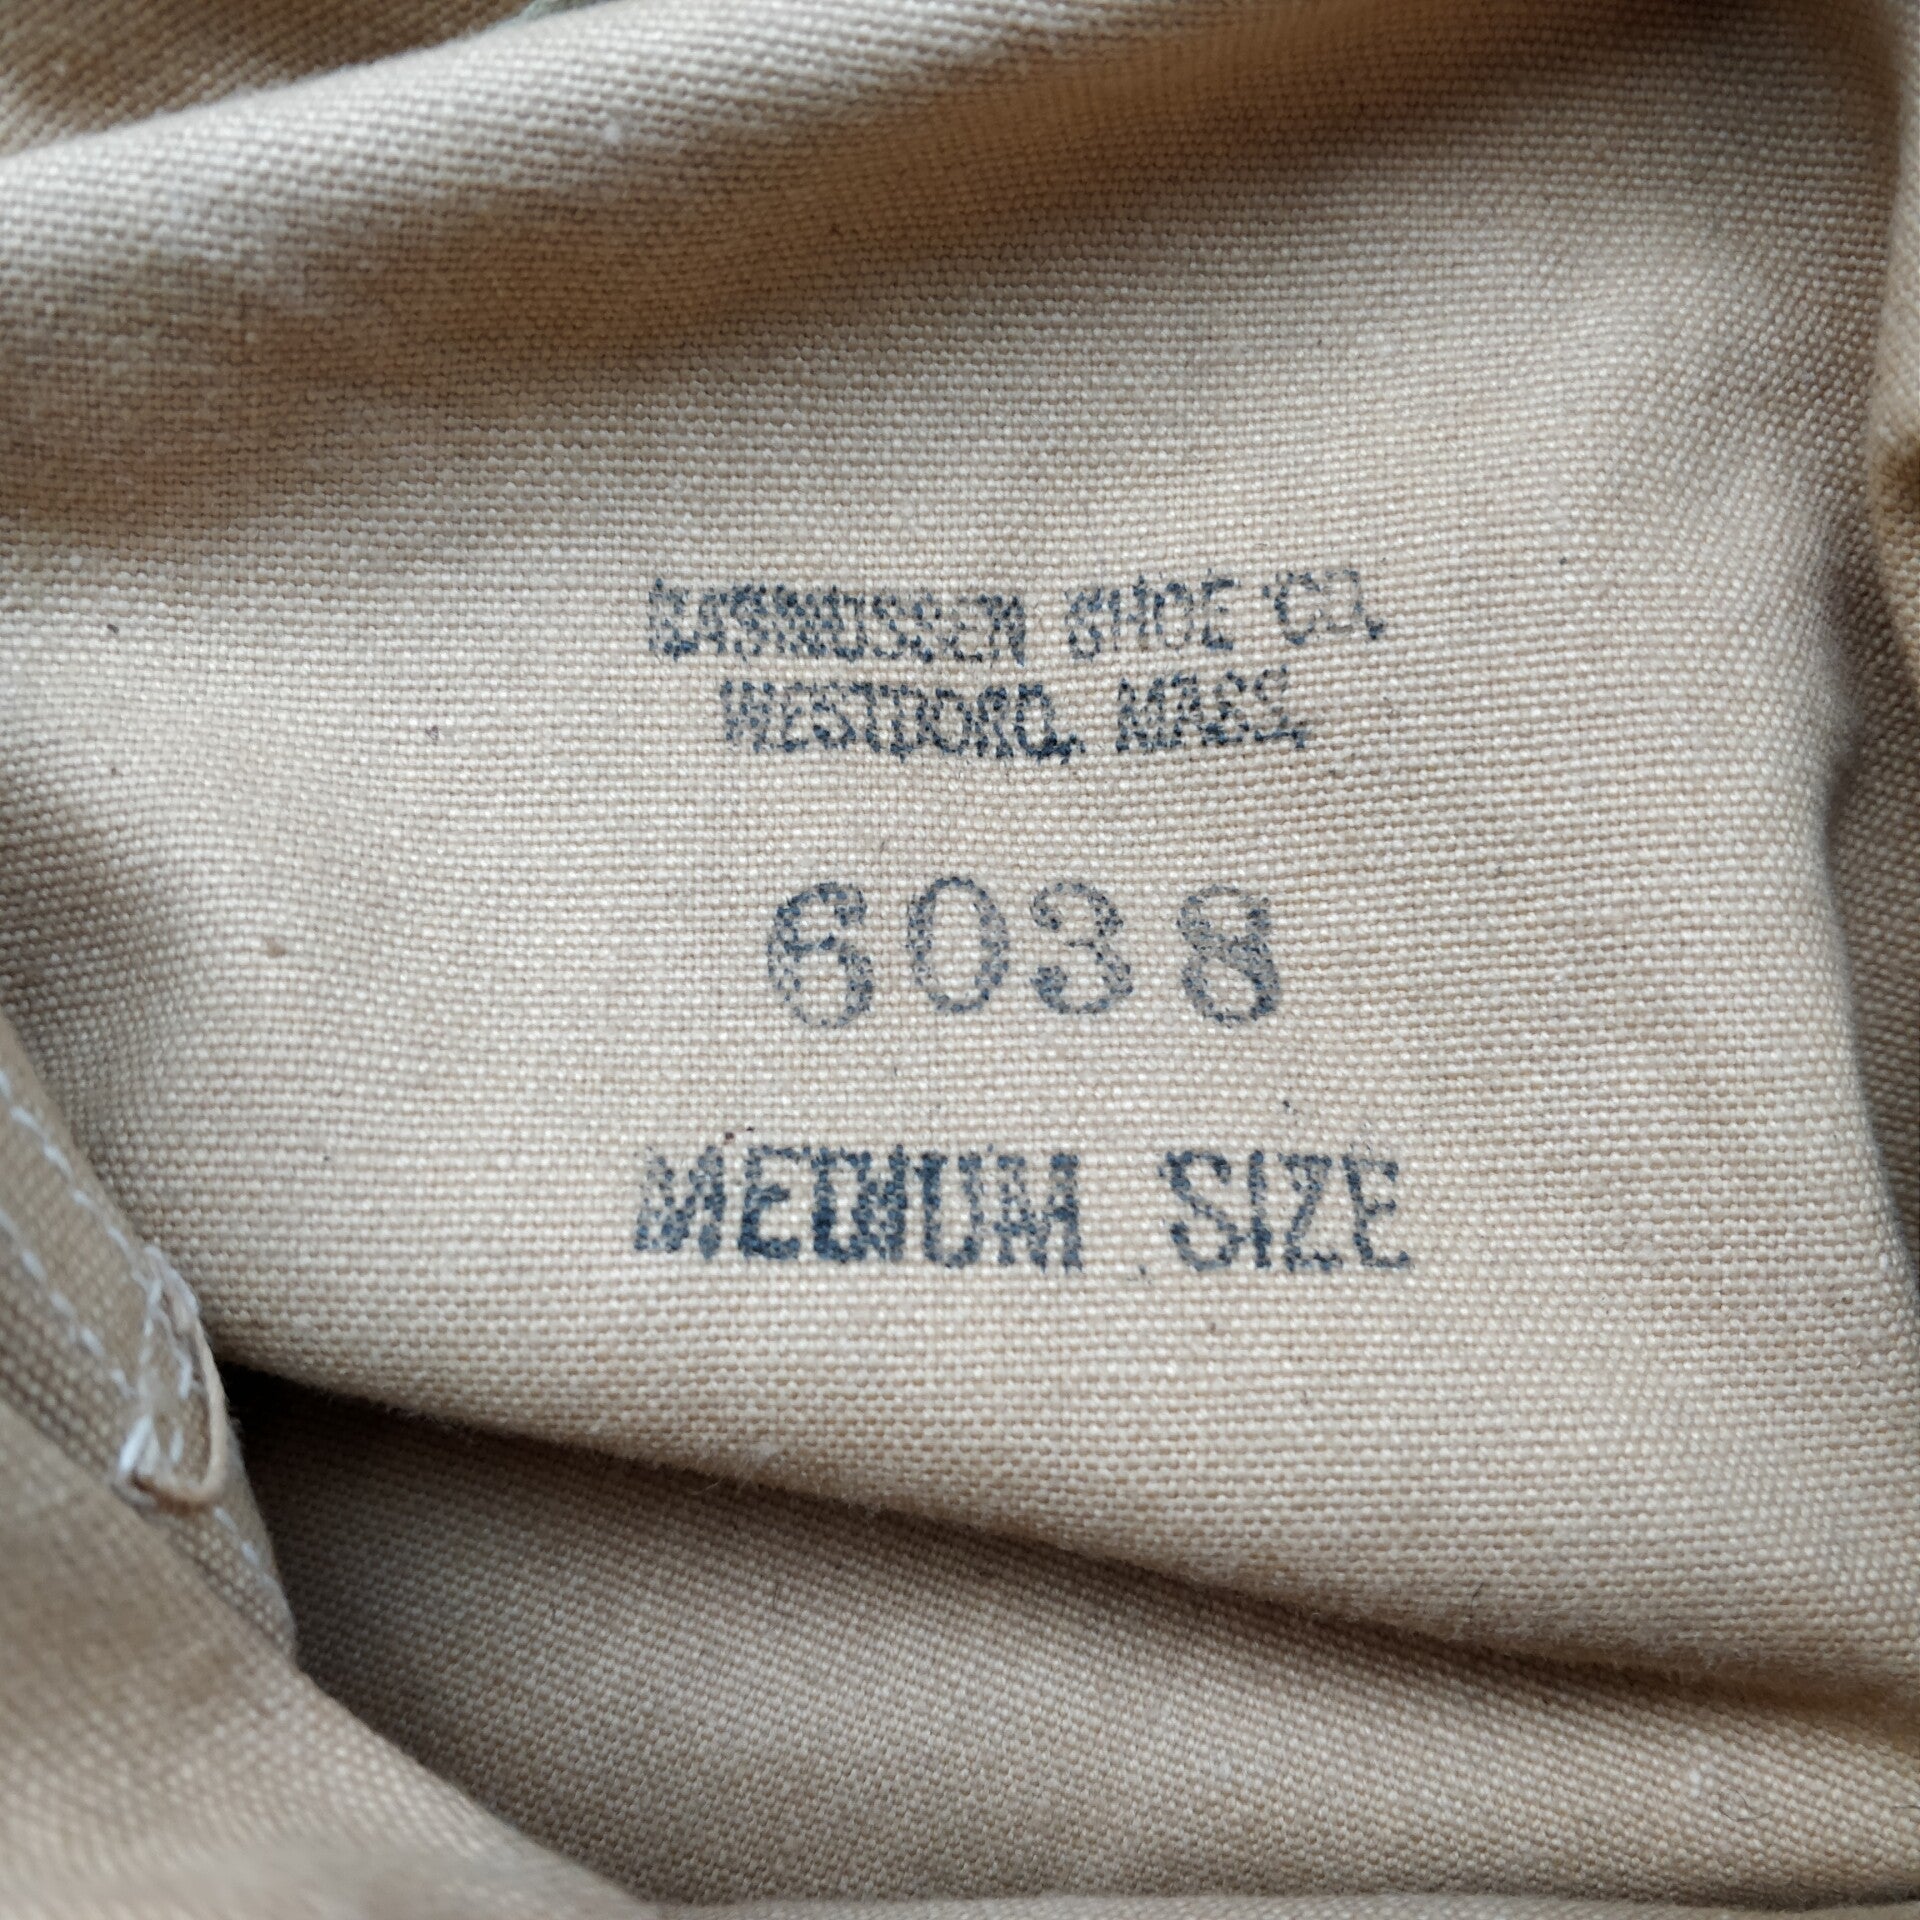 RASMUSSEN SHOE CO.
WESTBORO, MASS.
6038
MEDIUM SIZE